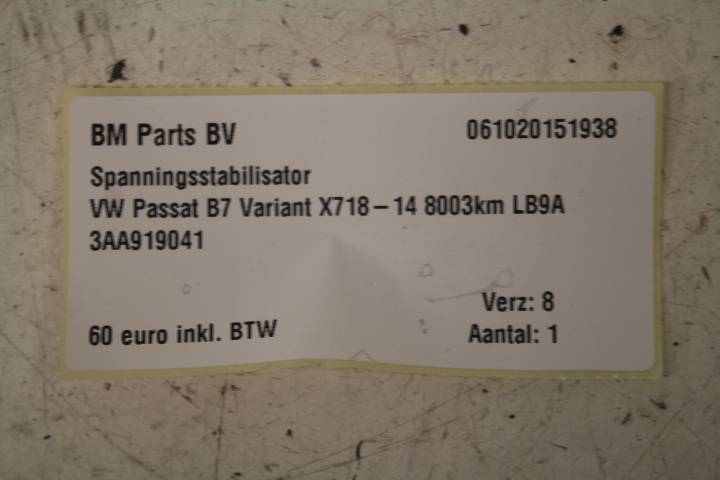 BM Parts BV 061020151938
Spanningsstabilisator
VW Passat B7 Variant X718-14 8003km LB9A
3AA919041
Verz: 8
60 euro inkl. BTW Aantal: 1